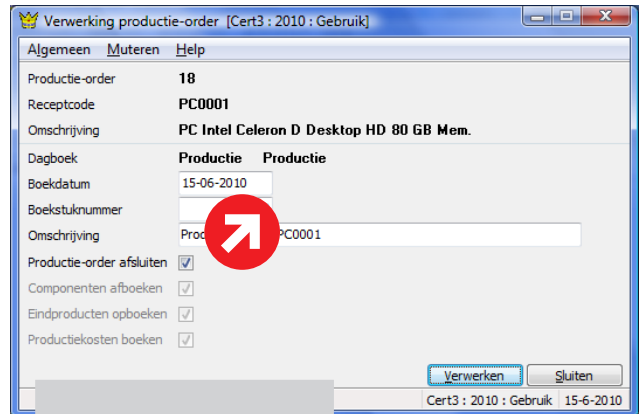 Verwerking productie-order [Cert3 : 2010 : Gebruik]
Algemeen Muteren Help
Productie-order 18
Receptcode PC0001
Omschrijving PC Intel Celeron D Desktop HD 80 GB Mem.
Dagboek Productie Productie
Boekdatum 15-06-2010
Boekstuknummer
Omschrijving PC0001
Productie-order afsluiten
Componenten afboeken
Eindproducten opboeken
Productiekosten boeken
Verwerken Sluiten
Cert3 : 2010 : Gebruik 15-6-2010